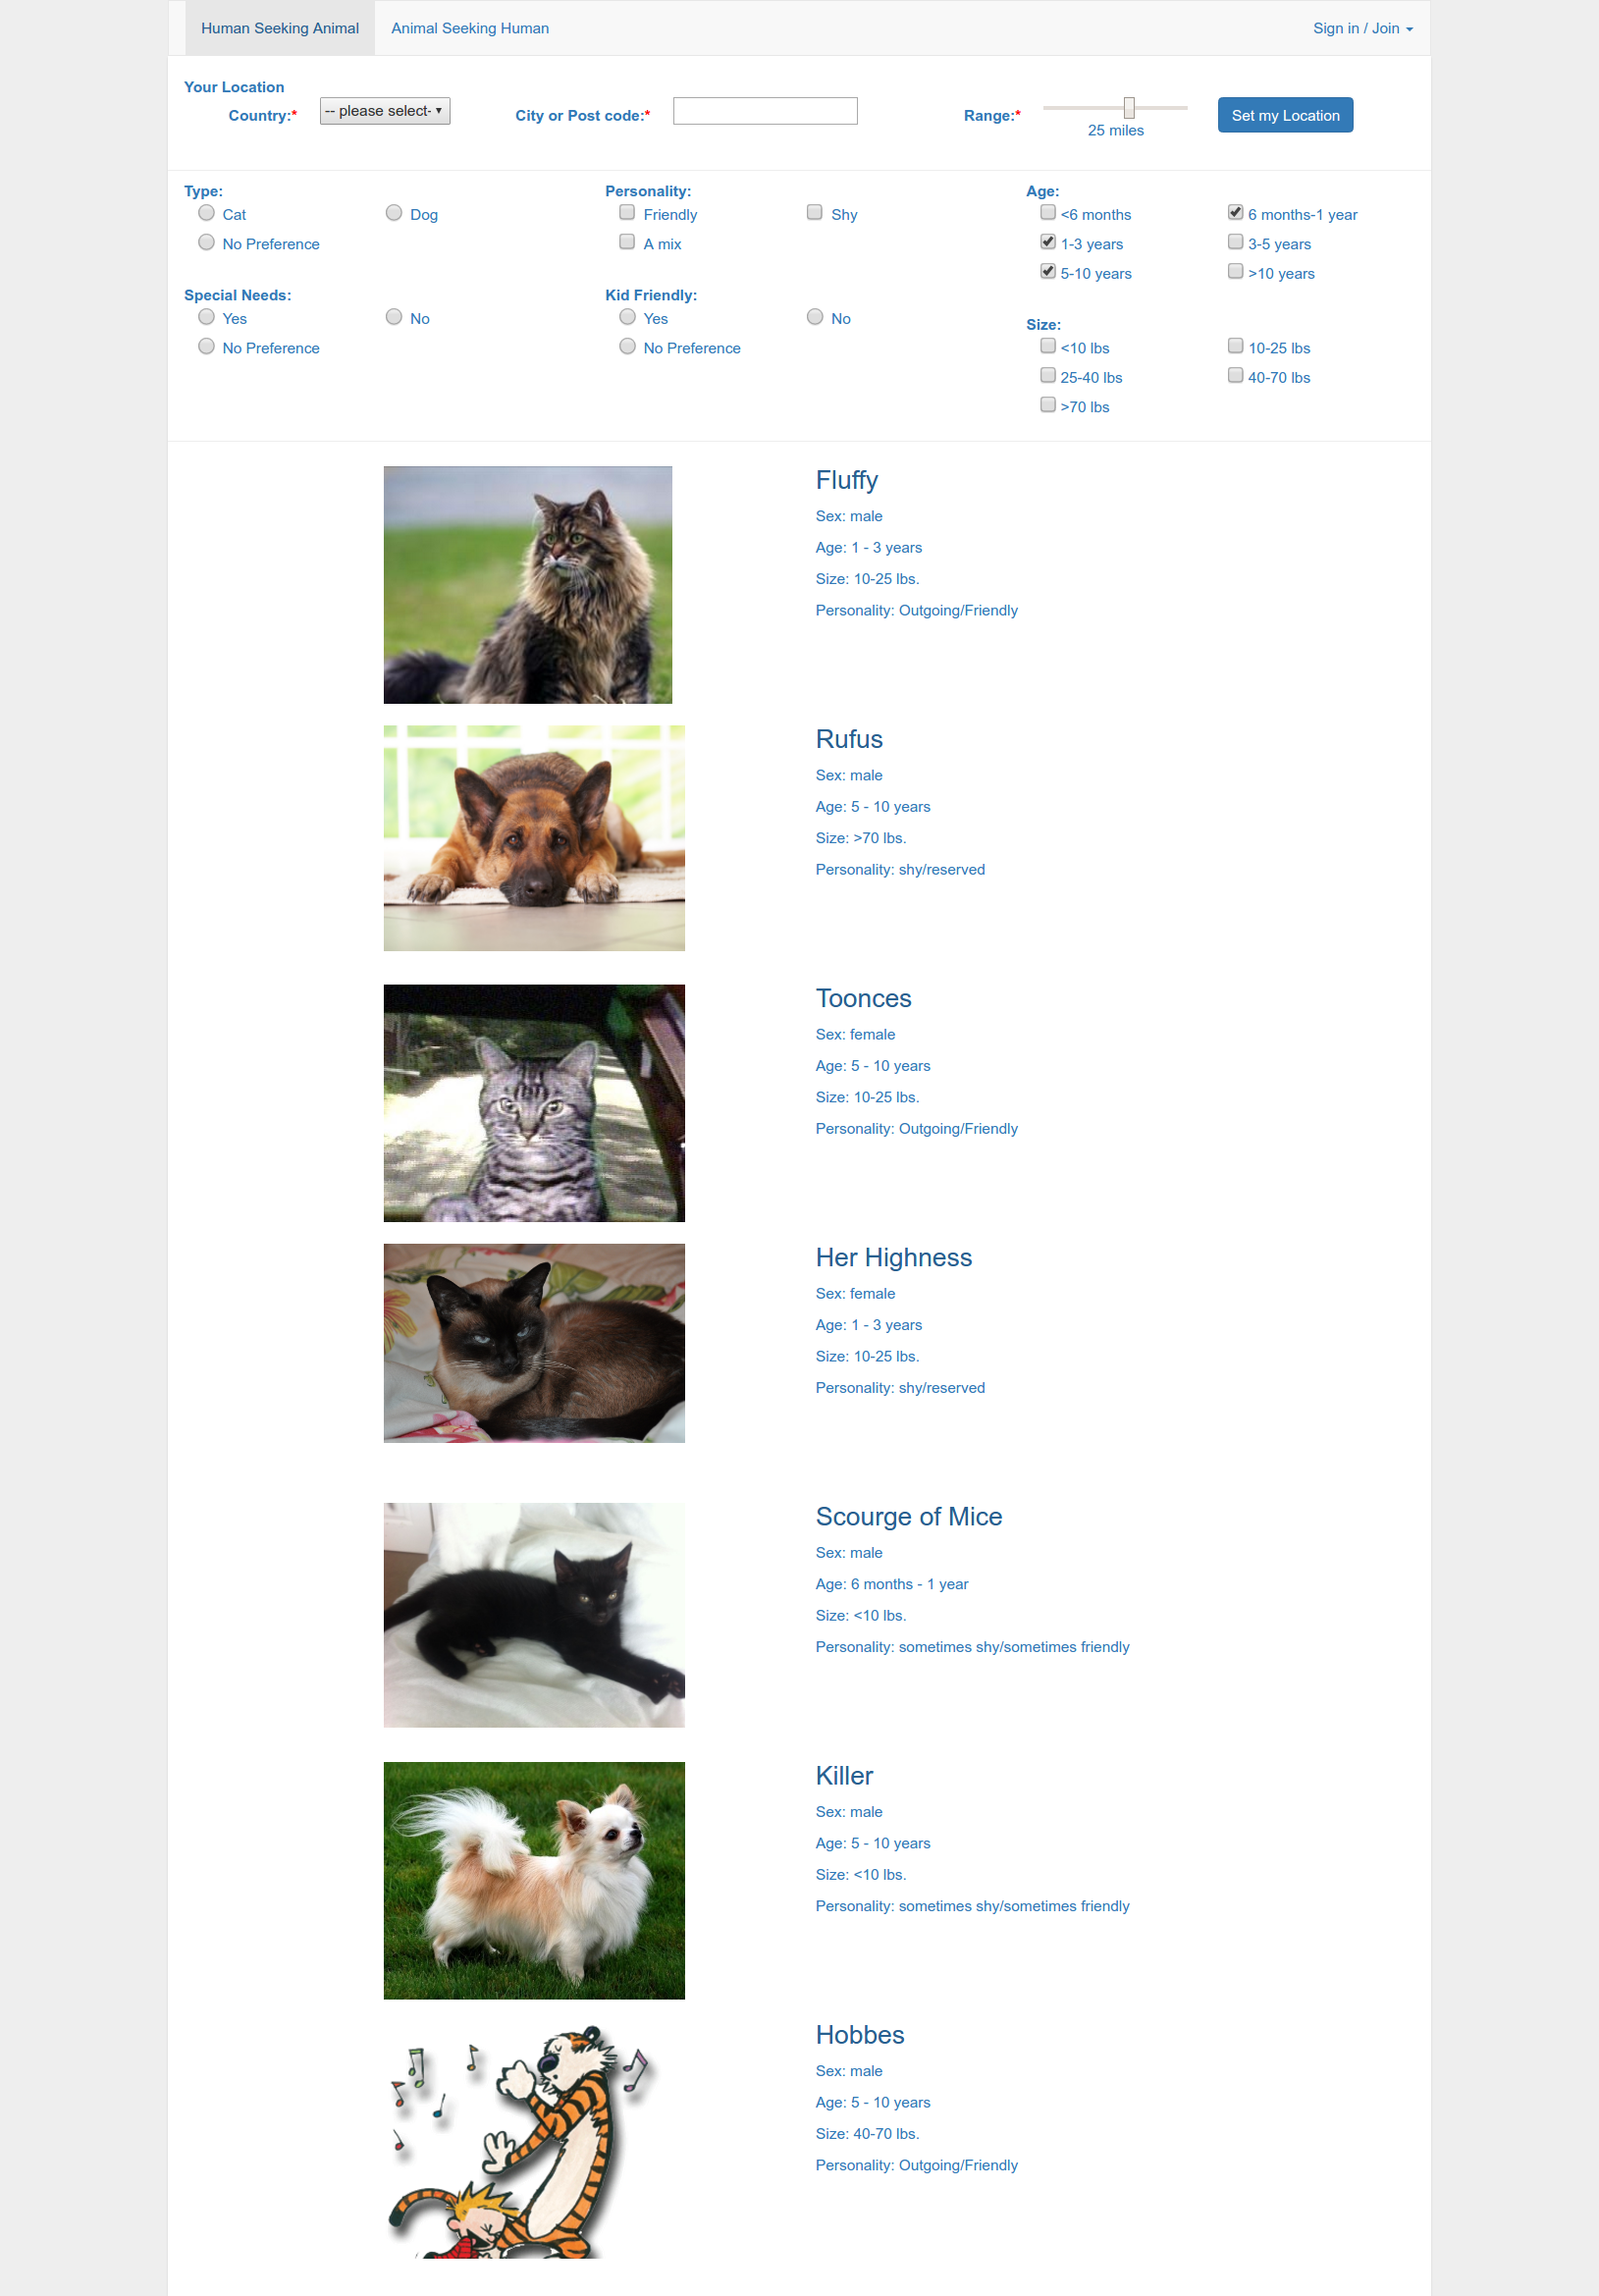 Human Seeking Animal Animal Seeking Human Sign in / Join
Your Location
Country:* -- please select- City or Post code:* Range:* Set my Location
25 miles
Type: Personality: Age:
Cat Dog Friendly Shy <6 months 6 months-1 year
No Preference A mix 1-3 years 3-5 years
5-10 years >10 years
Special Needs: Kid Friendly:
Yes No Yes No Size:
No Preference No Preference <10 lbs 10-25 lbs
25-40 lbs 40-70 lbs
>70 lbs
Fluffy
Sex: male
Age: 1 - 3 years
Size: 10-25 lbs.
Personality: Outgoing/Friendly
Rufus
Sex: male
Age: 5 - 10 years
Size: >70 lbs.
Personality: shy/reserved
Toonces
Sex: female
Age: 5 - 10 years
Size: 10-25 lbs.
Personality: Outgoing/Friendly
Her Highness
Sex: female
Age: 1 - 3 years
Size: 10-25 lbs.
Personality: shy/reserved
Scourge of Mice
Sex: male
Age: 6 months - 1 year
Size: <10 lbs.
Personality: sometimes shy/sometimes friendly
Killer
Sex: male
Age: 5 - 10 years
Size: <10 lbs.
Personality: sometimes shy/sometimes friendly
Hobbes
Sex: male
Age: 5 - 10 years
Size: 40-70 lbs.
Personality: Outgoing/Friendly